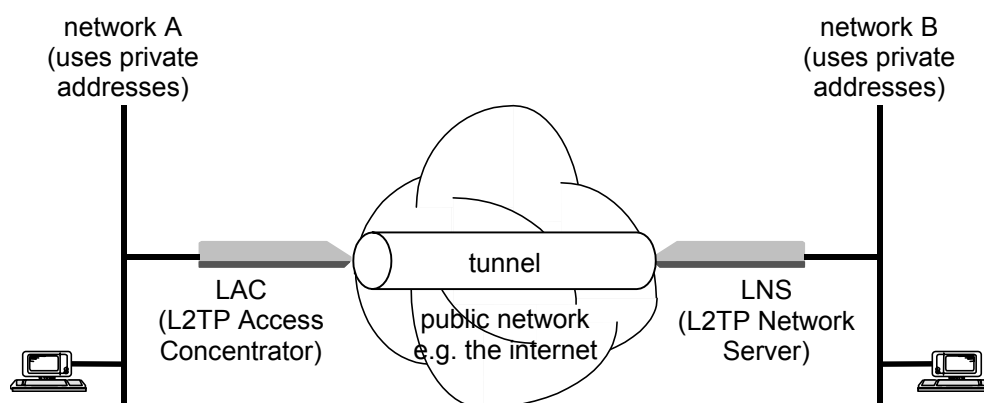 network A
(uses private
addresses)
network B
(uses private
addresses)
tunnel
LAC
(L2TP Access
Concentrator)
public network
e.g. the internet
LNS
(L2TP Network
Server)